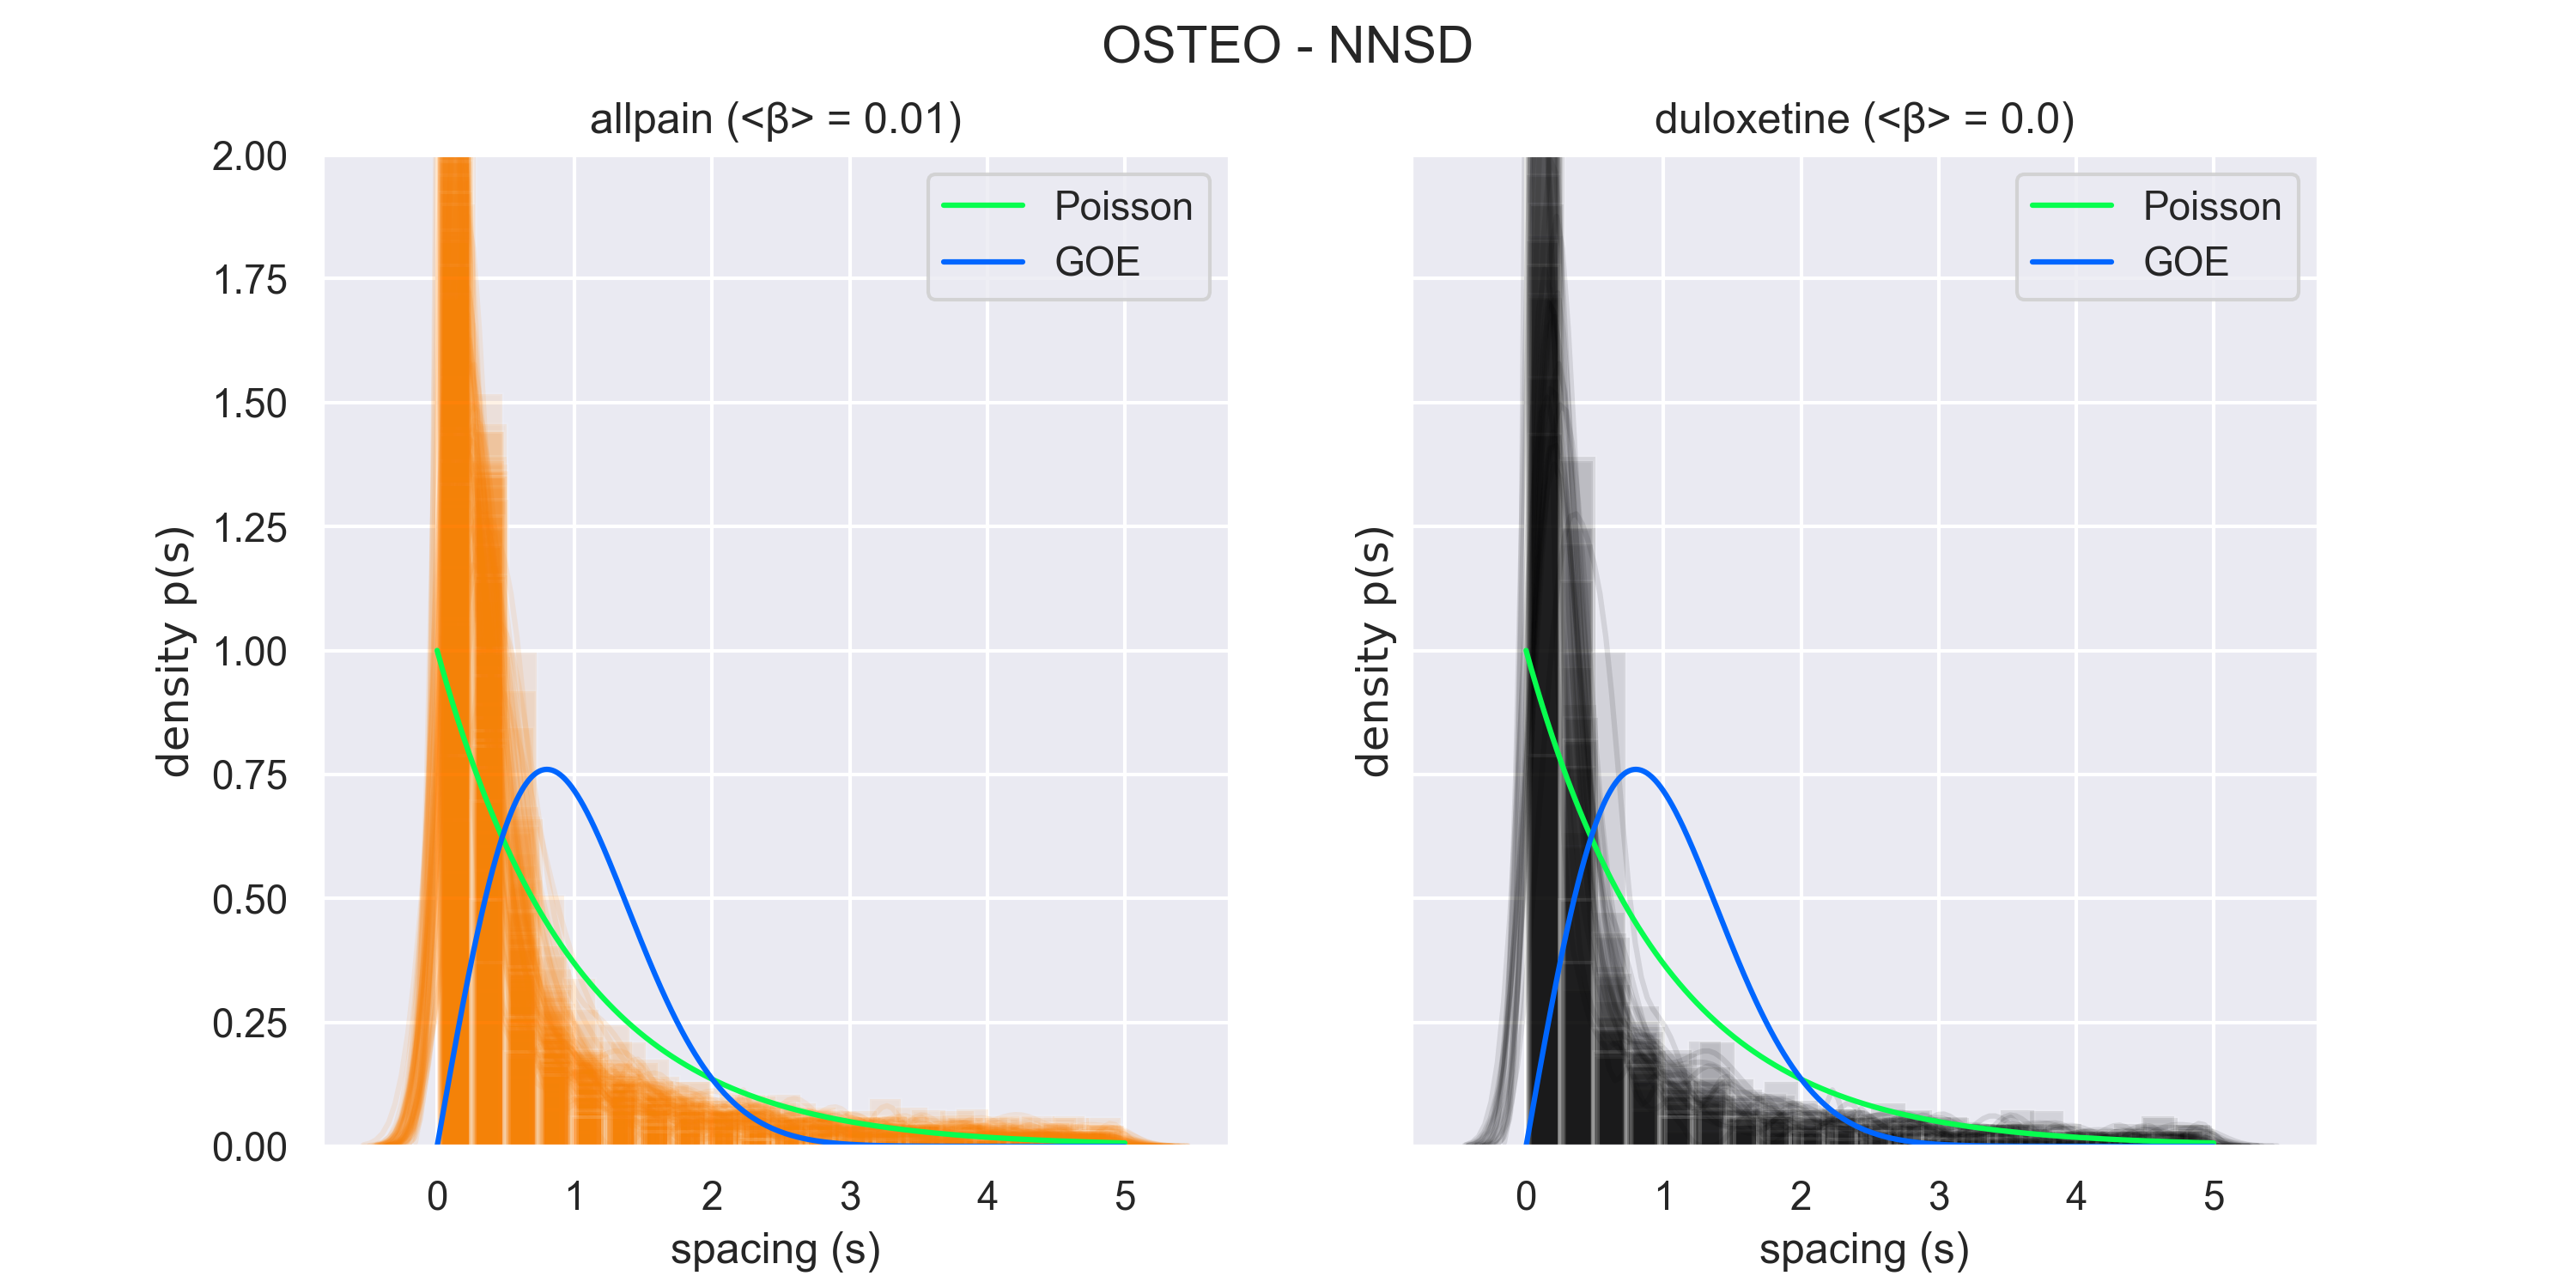 OSTEO - NNSD
allpain (<β> = 0.01)
2.00
1.75
1.50
1.25
1.00
0.75
0.50
0.25
0.00
density p(s)
Poisson
GOE
0 1 2 3 4 5
spacing (s)
duloxetine (<β> = 0.0)
density p(s)
Poisson
GOE
0 1 2 3 4 5
spacing (s)